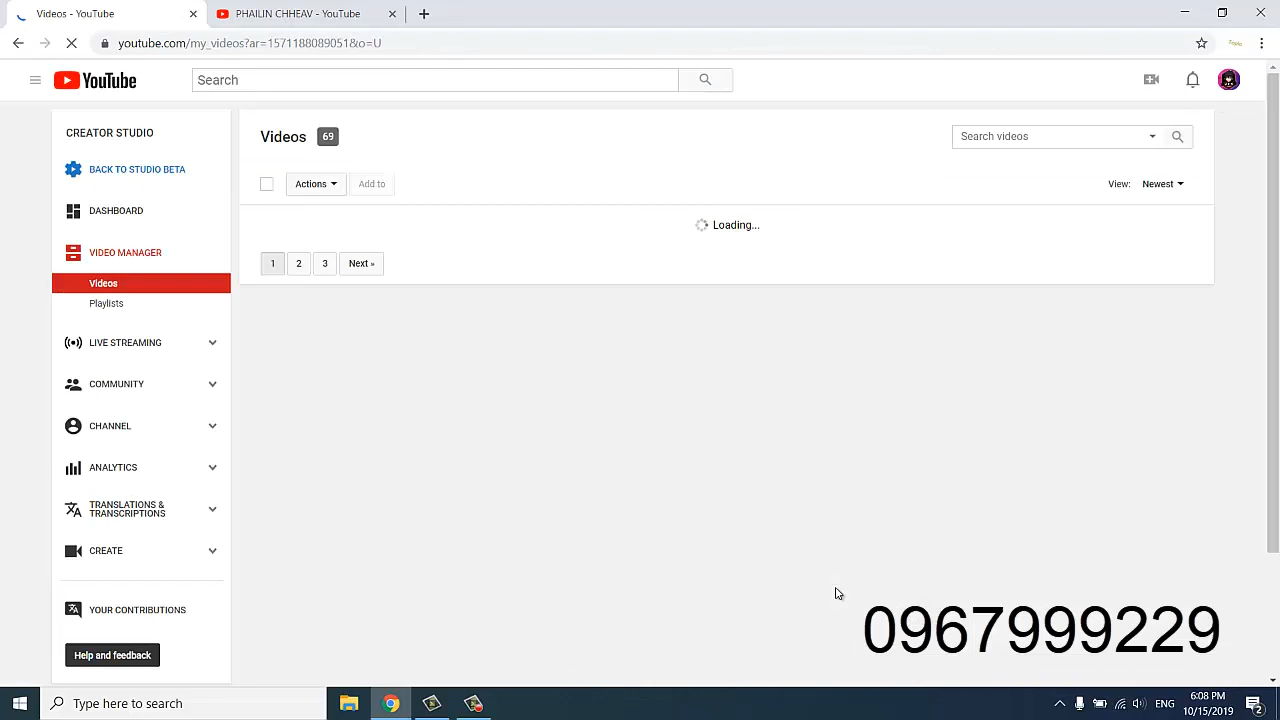 Videos - YouTube
PHAILIN CHHEAV - YouTube
youtube.com/my_videos?ar=1571188089051&o=U
YouTube
Search
CREATOR STUDIO
BACK TO STUDIO BETA
DASHBOARD
VIDEO MANAGER
Videos
Playlists
LIVE STREAMING
COMMUNITY
CHANNEL
ANALYTICS
TRANSLATIONS &
TRANSCRIPTIONS
CREATE
YOUR CONTRIBUTIONS
Help and feedback
Videos 69
Search videos
Actions
Add to
View: Newest
Loading...
1 2 3 Next »
0967999229
Type here to search
ENG
6:08 PM
10/15/2019
2